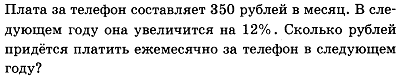 Плата за телефон составляет 350 рублей в месяц. В сле-
дующем году она увеличится на 12%. Сколько рублей
придётся платить ежемесячно за телефон в следующем
году?